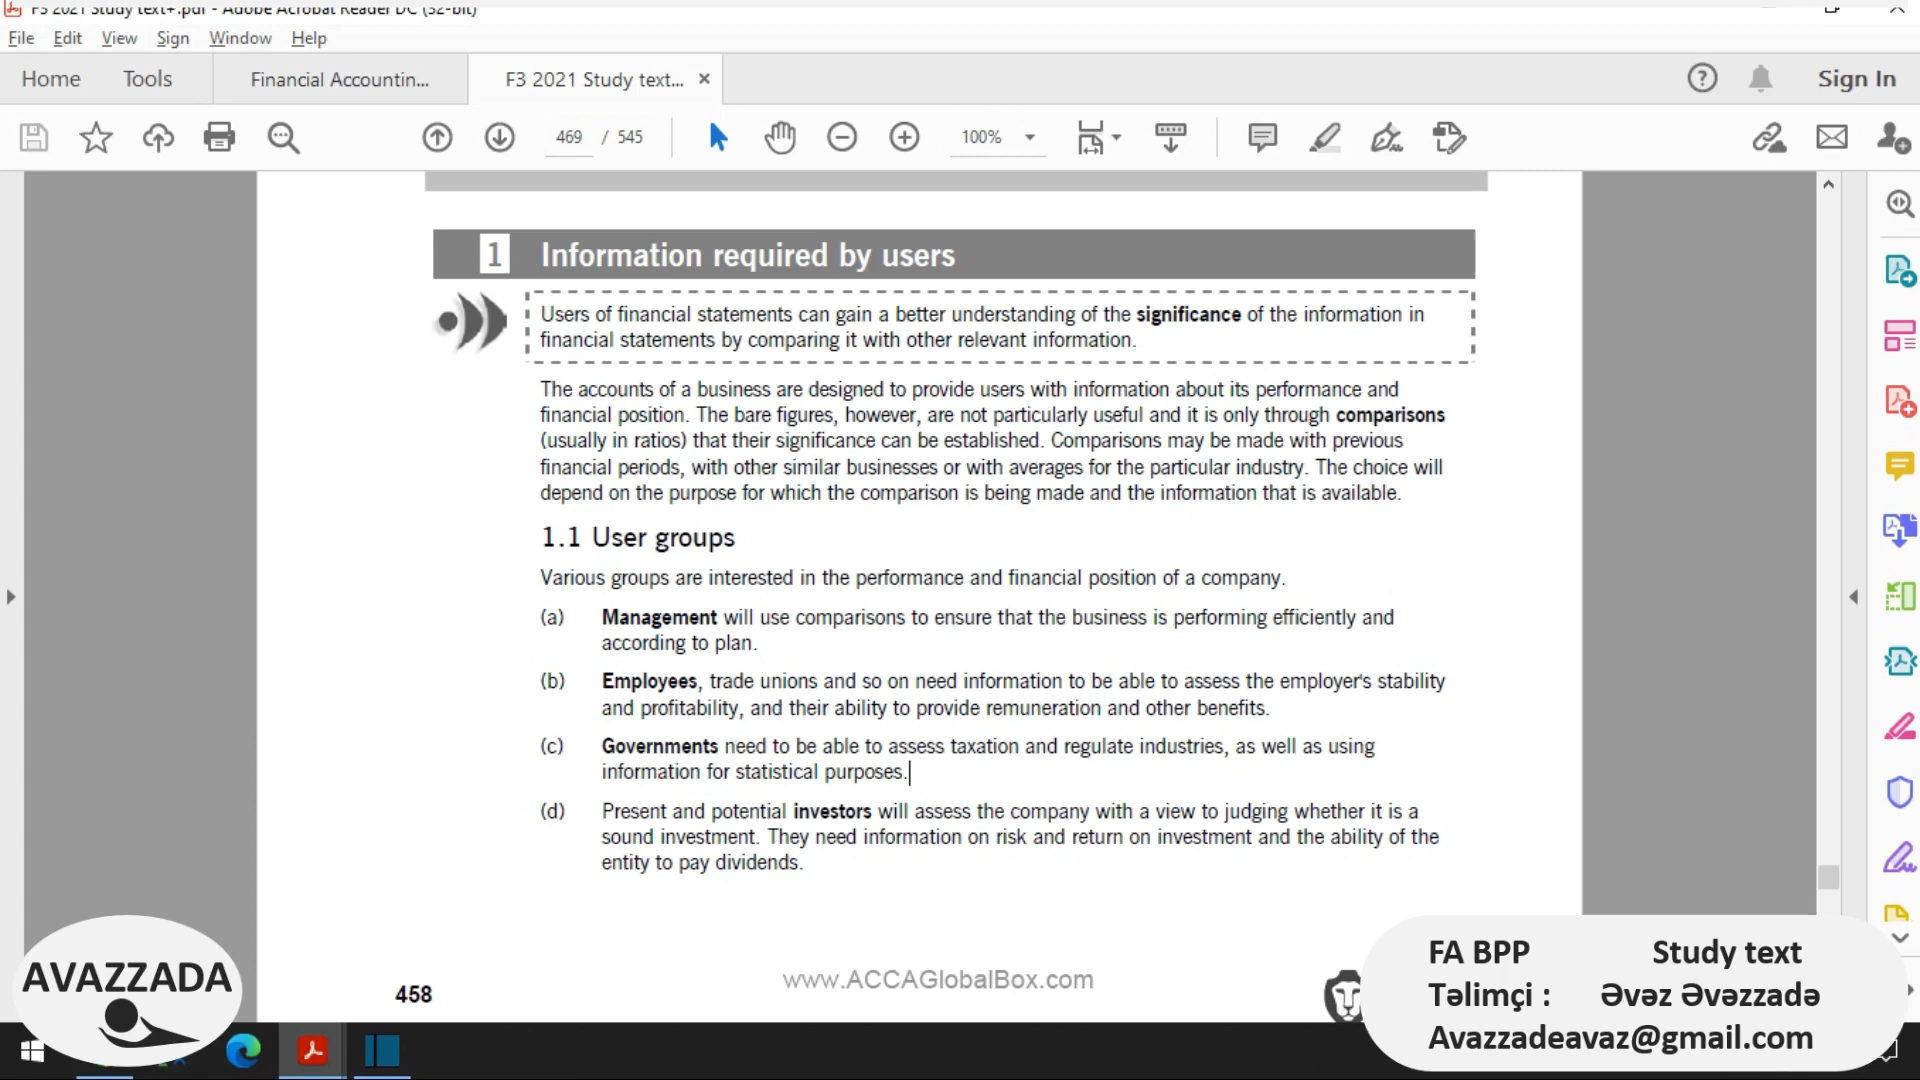 F3 2021 Study text+.pdf - Adobe Acrobat Reader DC (32-bit)
File Edit View Sign Window Help
Home Tools Financial Accountin... F3 2021 Study text... × Sign In
469 / 545 100%
1 Information required by users
Users of financial statements can gain a better understanding of the significance of the information in
financial statements by comparing it with other relevant information.
The accounts of a business are designed to provide users with information about its performance and
financial position. The bare figures, however, are not particularly useful and it is only through comparisons
(usually in ratios) that their significance can be established. Comparisons may be made with previous
financial periods, with other similar businesses or with averages for the particular industry. The choice will
depend on the purpose for which the comparison is being made and the information that is available.
1.1 User groups
Various groups are interested in the performance and financial position of a company.
(a) Management will use comparisons to ensure that the business is performing efficiently and
according to plan.
(b) Employees, trade unions and so on need information to be able to assess the employer's stability
and profitability, and their ability to provide remuneration and other benefits.
(c) Governments need to be able to assess taxation and regulate industries, as well as using
information for statistical purposes.
(d) Present and potential investors will assess the company with a view to judging whether it is a
sound investment. They need information on risk and return on investment and the ability of the
entity to pay dividends.
458
www.ACCAGlobalBox.com
AVAZZADA
FA BPP Study text
Təlimçi : Əvəz Əvəzzadə
Avazzadeavaz@gmail.com